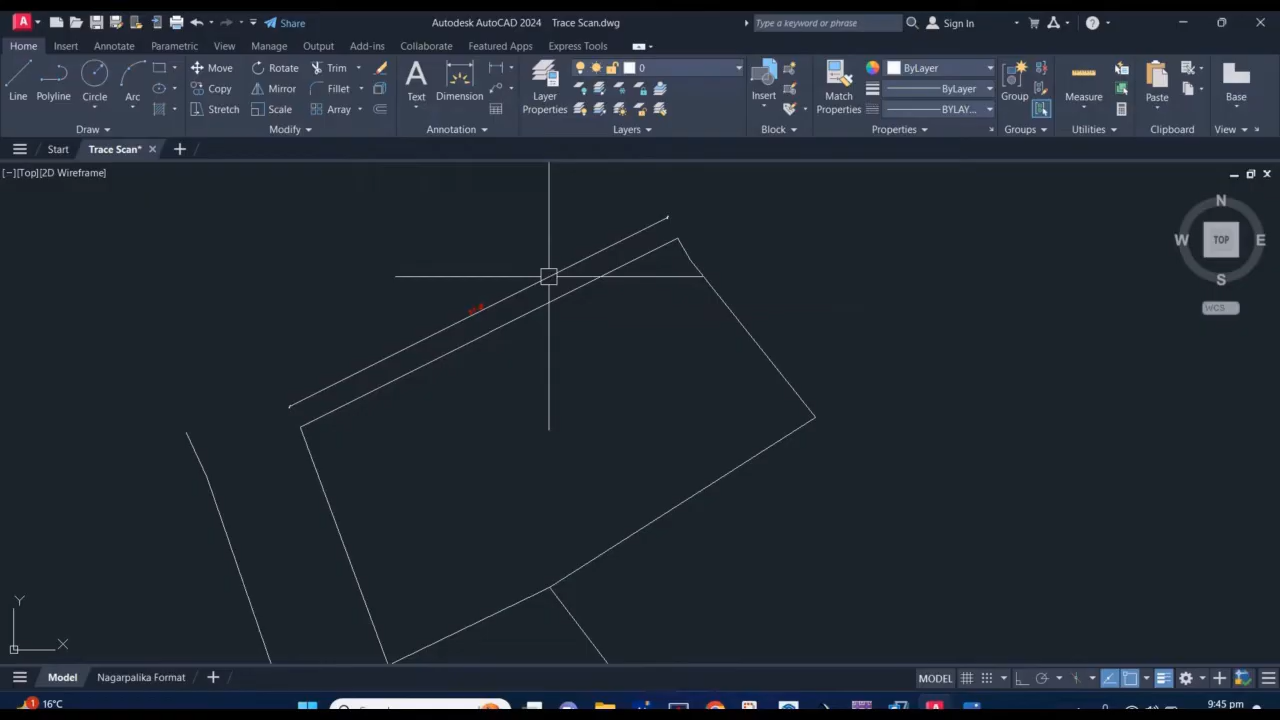 Share
Autodesk AutoCAD 2024 Trace Scan.dwg
Type a keyword or phrase
Sign In
Home Insert Annotate Parametric View Manage Output Add-ins Collaborate Featured Apps Express Tools
Line Polyline Circle Arc
Move Rotate Trim
Copy Mirror Fillet
Stretch Scale Array
Text Dimension
Layer Properties
0
Insert
Match Properties
ByLayer
ByLayer
BYLAY...
Group
Measure
Paste
Base
Draw Modify Annotation Layers Block Properties Groups Utilities Clipboard View
Start Trace Scan*
[−][Top][2D Wireframe]
N
W TOP E
S
WCS
Y
X
Model Nagarpalika Format
MODEL
1
16°C
9:45 pm